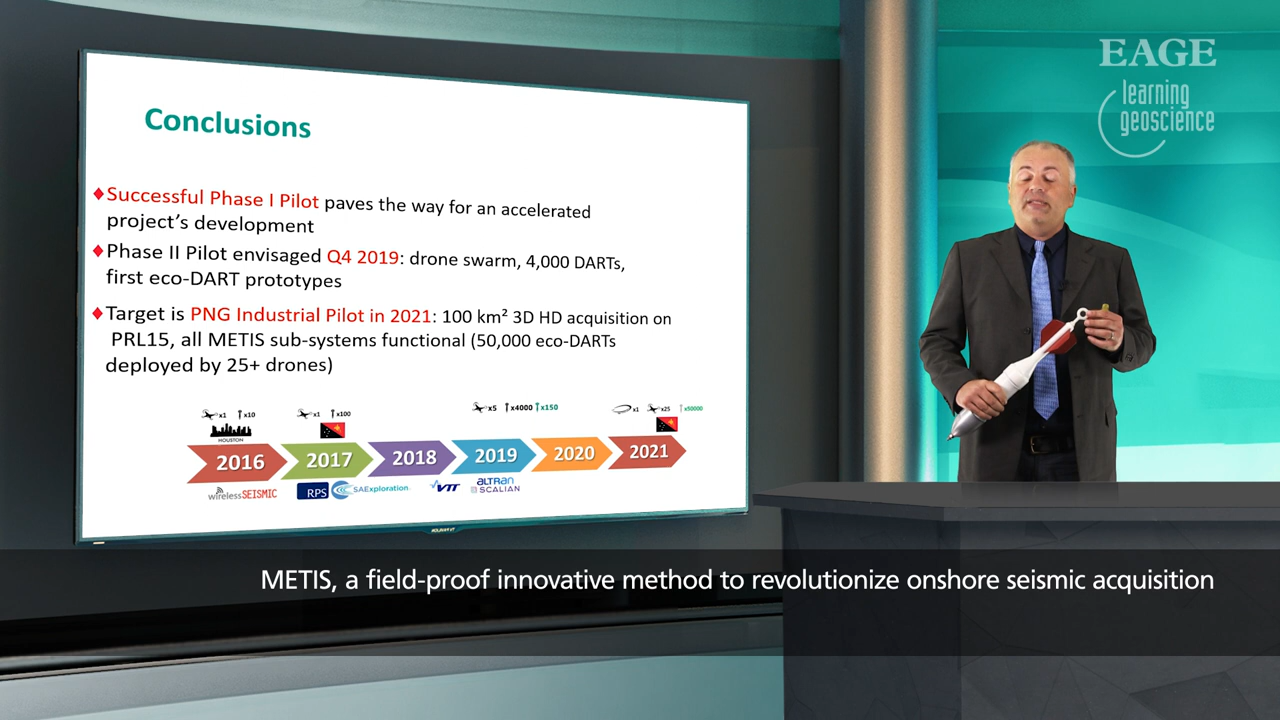 EAGE
learning
geoscience
Conclusions
♦Successful Phase I Pilot paves the way for an accelerated
project's development
♦Phase II Pilot envisaged Q4 2019: drone swarm, 4,000 DARTs,
first eco-DART prototypes
♦Target is PNG Industrial Pilot in 2021: 100 km² 3D HD acquisition on
PRL15, all METIS sub-systems functional (50,000 eco-DARTs
deployed by 25+ drones)
x1 x10 x1 x100 x5 x4000 x150 x1 x25 x50000
HOUSTON
2016 2017 2018 2019 2020 2021
wirelessSEISMIC RPS SAExploration VTT ALTRAN
SCALIAN
METIS, a field-proof innovative method to revolutionize onshore seismic acquisition